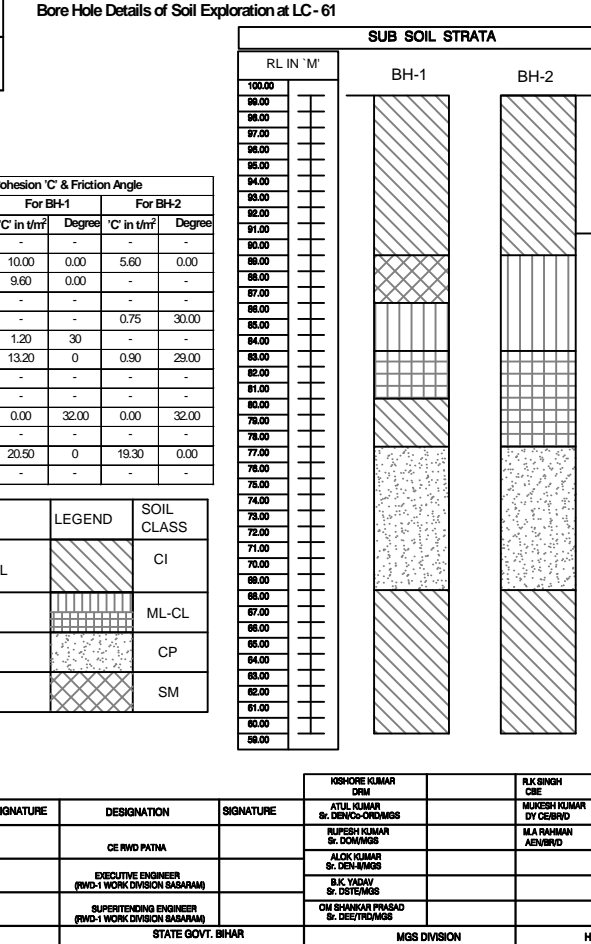 Bore Hole Details of Soil Exploration at LC - 61
SUB SOIL STRATA
RL IN `M'
BH-1
BH-2
100.00
99.00
98.00
97.00
96.00
95.00
94.00
93.00
92.00
91.00
90.00
89.00
88.00
87.00
86.00
85.00
84.00
83.00
82.00
81.00
80.00
79.00
78.00
77.00
76.00
75.00
74.00
73.00
72.00
71.00
70.00
69.00
68.00
67.00
66.00
65.00
64.00
63.00
62.00
61.00
60.00
59.00
ohesion 'C' & Friction Angle
For BH-1 For BH-2
'C' in t/m² Degree 'C' in t/m² Degree
- - - -
10.00 0.00 5.60 0.00
9.60 0.00 - -
- - - -
- - 0.75 30.00
1.20 30 - -
13.20 0 0.90 29.00
- - - -
- - - -
0.00 32.00 0.00 32.00
- - - -
20.50 0 19.30 0.00
- - - -
LEGEND SOIL
CLASS
L CI
ML-CL
CP
SM
IGNATURE DESIGNATION SIGNATURE
CE RWD PATNA
EXECUTIVE ENGINEER
(RWD-1 WORK DIVISION SASARAM)
SUPERITENDING ENGINEER
(RWD-1 WORK DIVISION SASARAM)
STATE GOVT. BIHAR
KISHORE KUMAR
DRM
ATUL KUMAR
Sr. DEN/Co-ORD/MGS
RUPESH KUMAR
Sr. DOM/MGS
ALOK KUMAR
Sr. DEN-II/MGS
B.K. YADAV
Sr. DSTE/MGS
OM SHANKAR PRASAD
Sr. DEE/TRD/MGS
MGS DIVISION
R.K SINGH
CBE
MUKESH KUMAR
DY CE/BR/D
M.A RAHMAN
AEN/BR/D
H